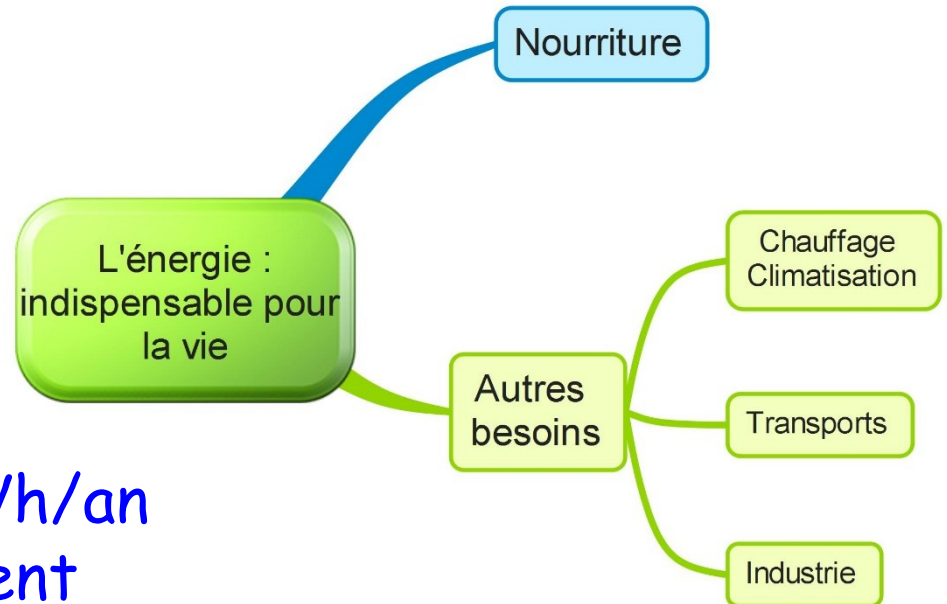 Nourriture
L'énergie :
indispensable pour
la vie
Chauffage
Climatisation
Autres
besoins
Transports
Industrie
/h/an
ent